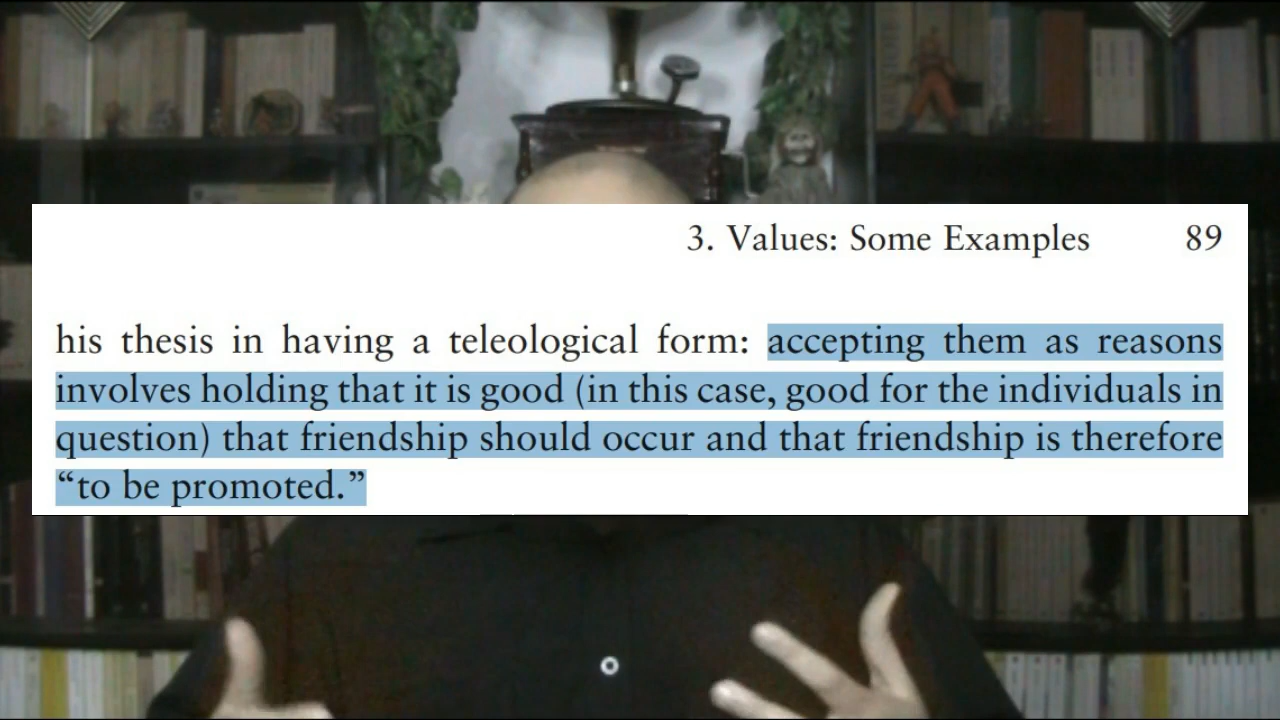 3. Values: Some Examples 89
his thesis in having a teleological form: accepting them as reasons
involves holding that it is good (in this case, good for the individuals in
question) that friendship should occur and that friendship is therefore
“to be promoted.”